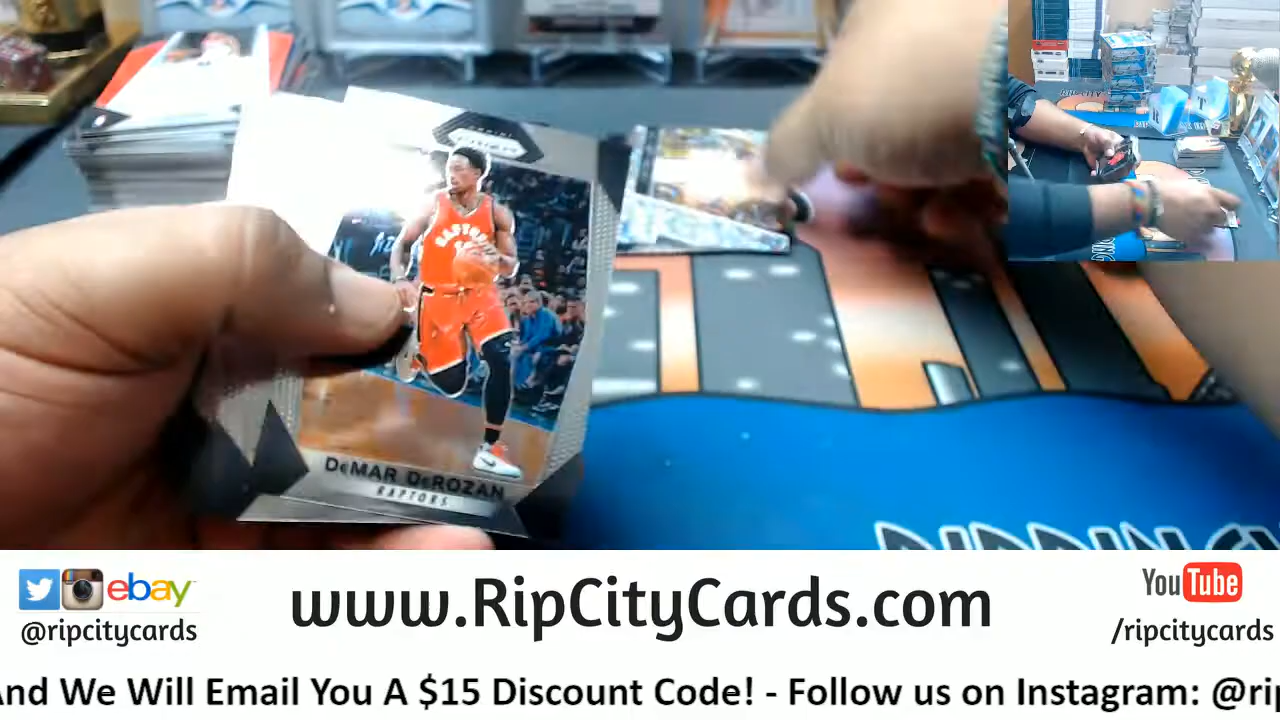 RAPTORS
DeMAR DeROZAN
RAPTORS
ebay
@ripcitycards
www.RipCityCards.com
YouTube
/ripcitycards
And We Will Email You A $15 Discount Code! - Follow us on Instagram: @rip